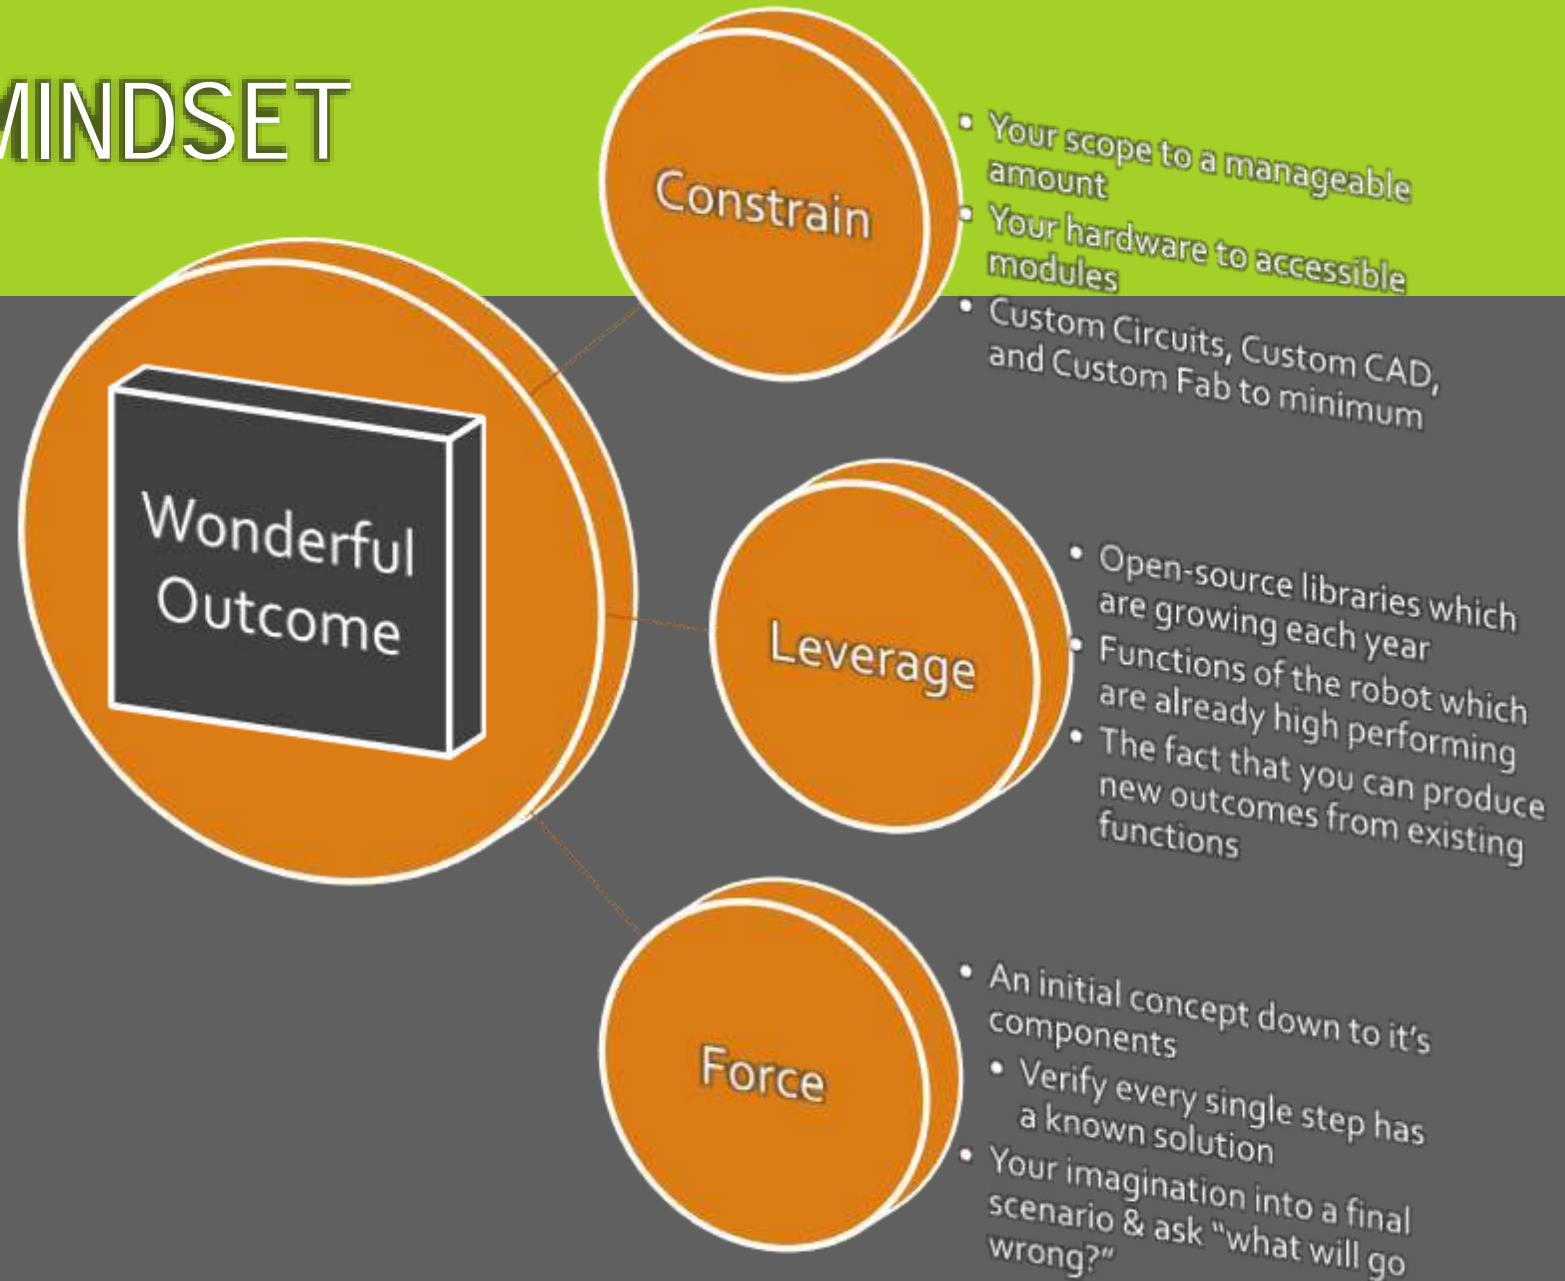 MINDSET
Wonderful
Outcome
Constrain
• Your scope to a manageable
amount
• Your hardware to accessible
modules
• Custom Circuits, Custom CAD,
and Custom Fab to minimum
Leverage
• Open-source libraries which
are growing each year
• Functions of the robot which
are already high performing
• The fact that you can produce
new outcomes from existing
functions
Force
• An initial concept down to it’s
components
• Verify every single step has
a known solution
• Your imagination into a final
scenario & ask “what will go
wrong?”